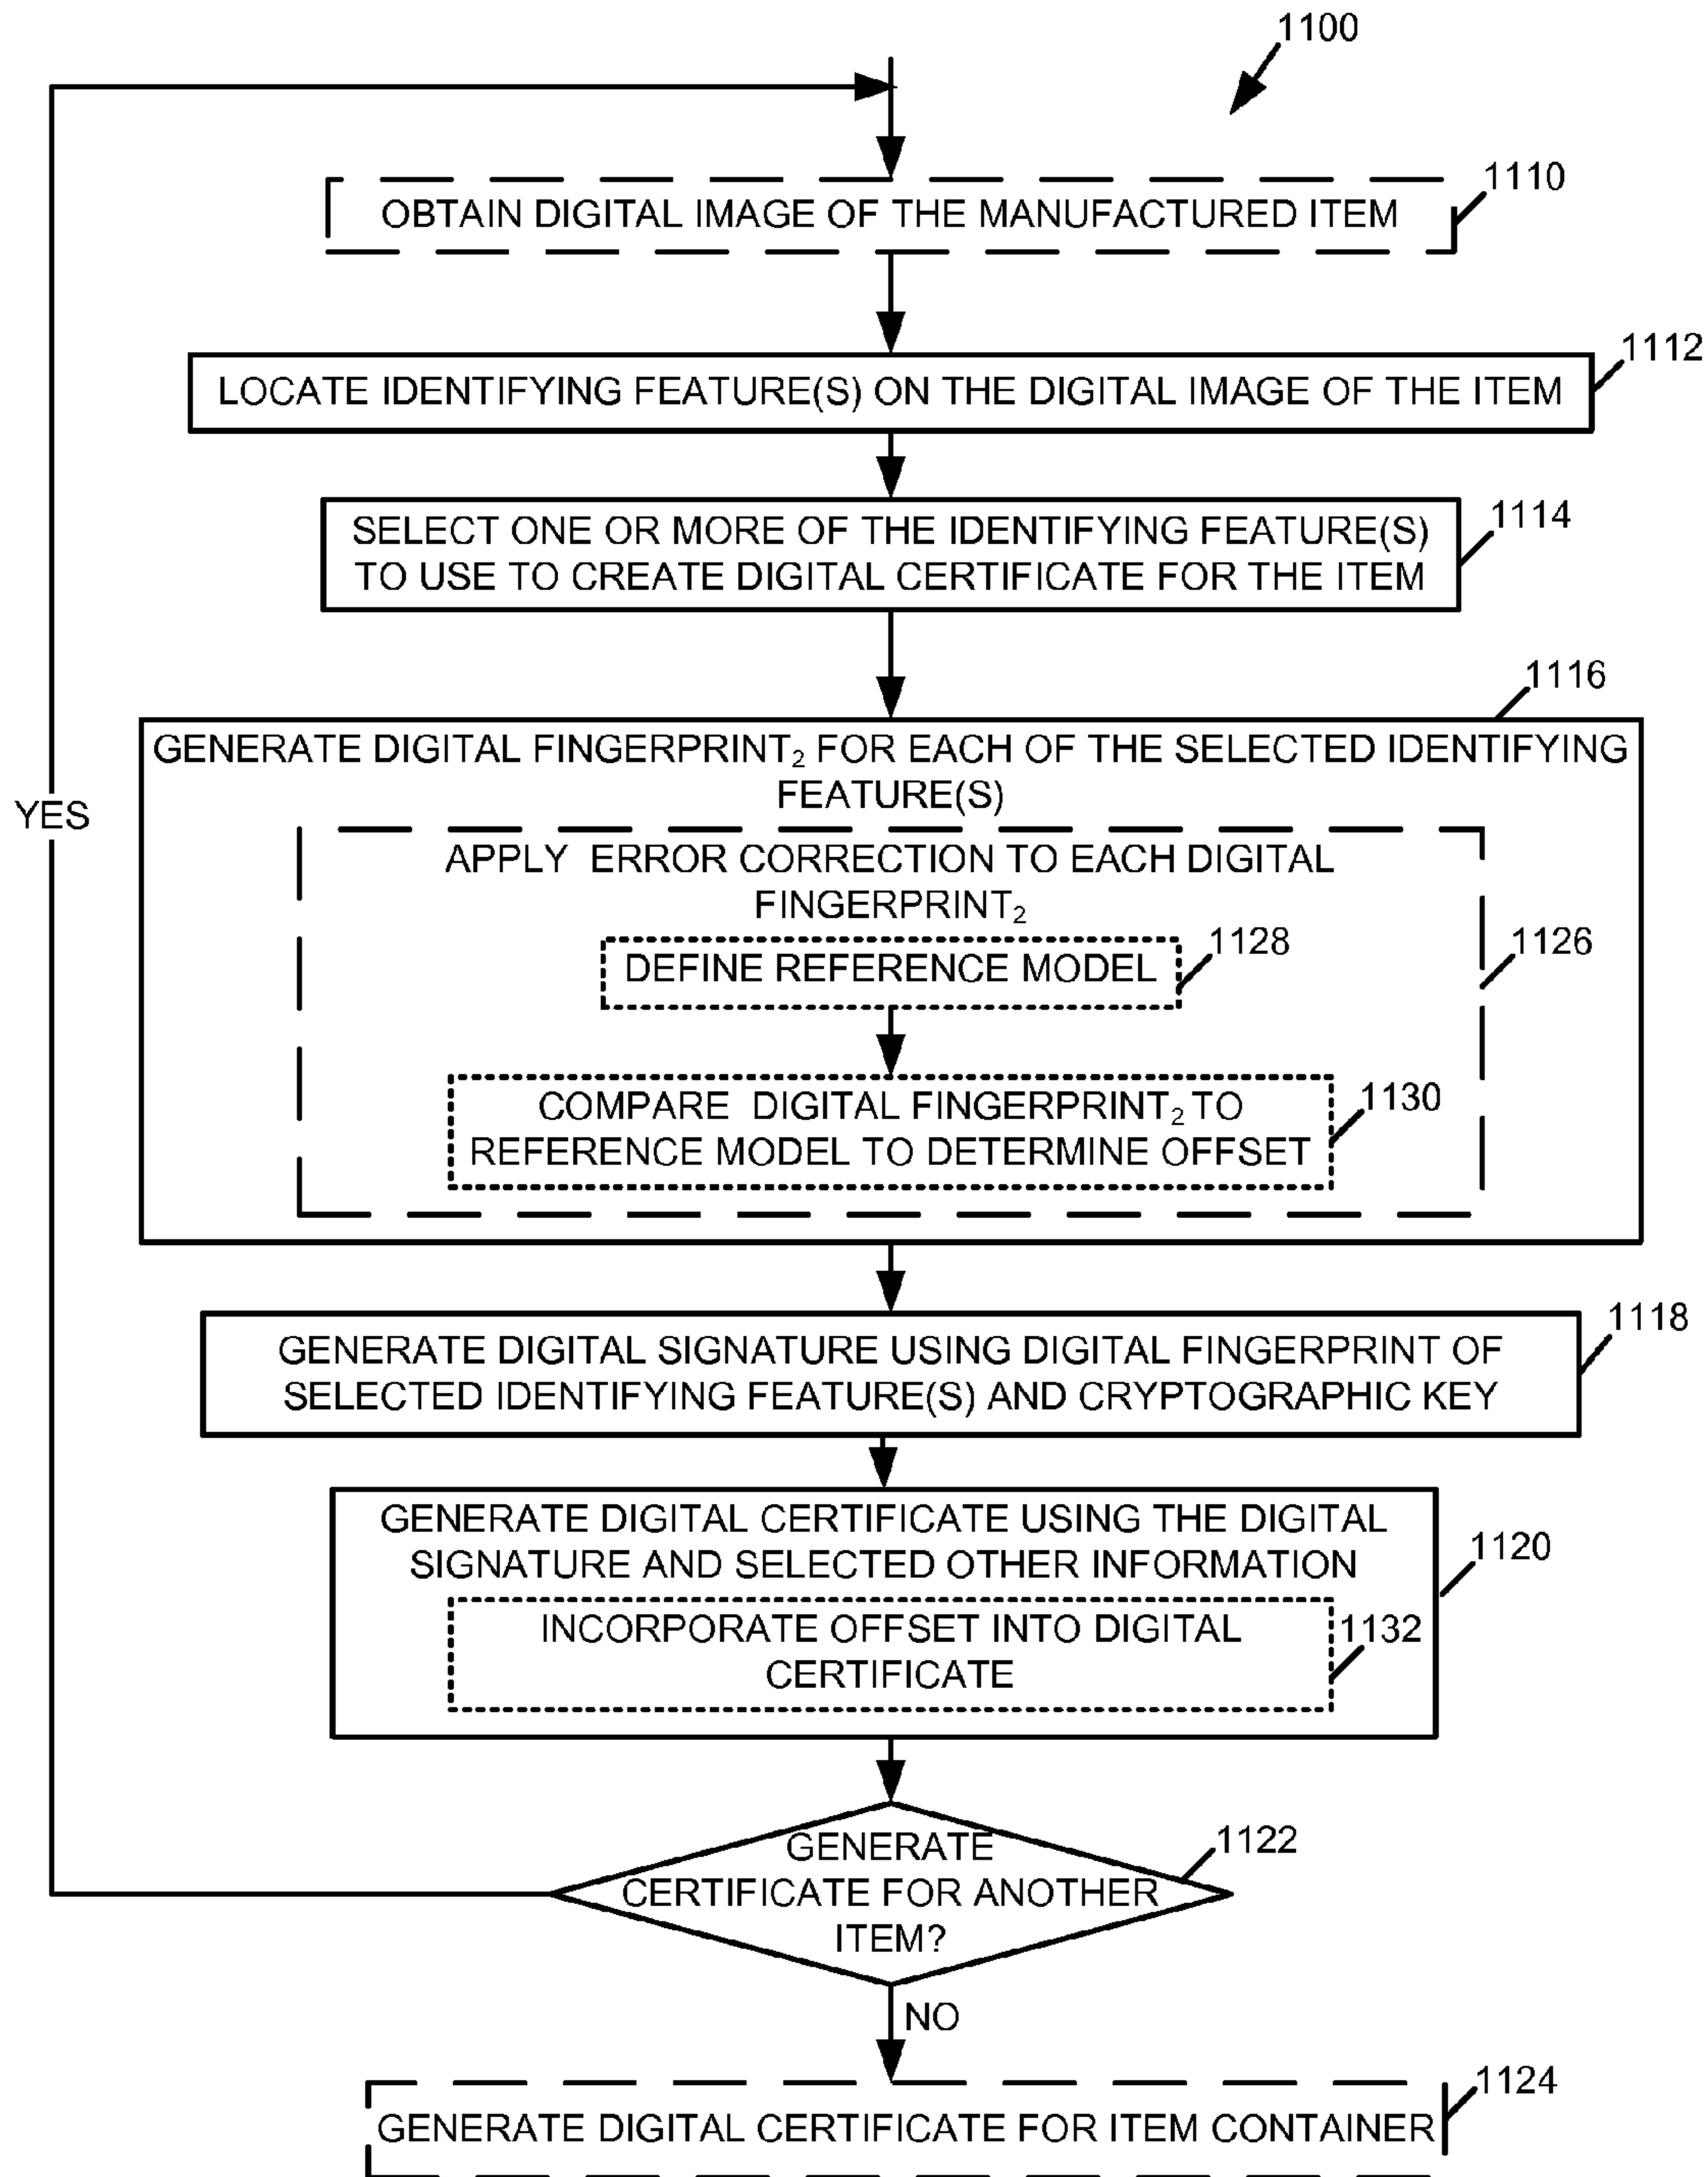 1100
1110
OBTAIN DIGITAL IMAGE OF THE MANUFACTURED ITEM
1112
LOCATE IDENTIFYING FEATURE(S) ON THE DIGITAL IMAGE OF THE ITEM
1114
SELECT ONE OR MORE OF THE IDENTIFYING FEATURE(S)
TO USE TO CREATE DIGITAL CERTIFICATE FOR THE ITEM
1116
GENERATE DIGITAL FINGERPRINT₂ FOR EACH OF THE SELECTED IDENTIFYING
FEATURE(S)
YES
APPLY ERROR CORRECTION TO EACH DIGITAL
FINGERPRINT₂
1128
1126
DEFINE REFERENCE MODEL
1130
COMPARE DIGITAL FINGERPRINT₂ TO
REFERENCE MODEL TO DETERMINE OFFSET
1118
GENERATE DIGITAL SIGNATURE USING DIGITAL FINGERPRINT OF
SELECTED IDENTIFYING FEATURE(S) AND CRYPTOGRAPHIC KEY
GENERATE DIGITAL CERTIFICATE USING THE DIGITAL
SIGNATURE AND SELECTED OTHER INFORMATION
1120
INCORPORATE OFFSET INTO DIGITAL
CERTIFICATE
1132
1122
GENERATE
CERTIFICATE FOR ANOTHER
ITEM?
NO
1124
GENERATE DIGITAL CERTIFICATE FOR ITEM CONTAINER